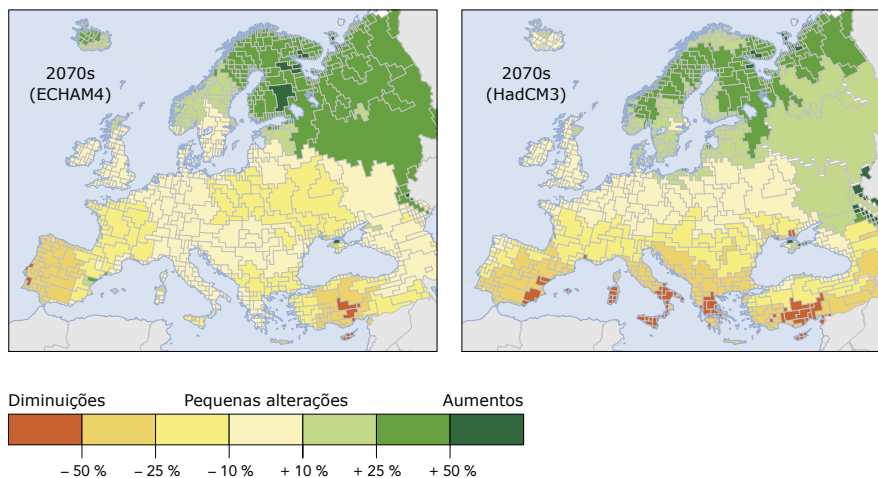 2070s
(ECHAM4)
2070s
(HadCM3)
Diminuições Pequenas alterações Aumentos
– 50 % – 25 % – 10 % + 10 % + 25 % + 50 %